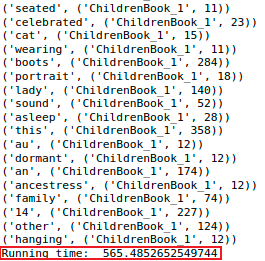 ('seated', ('ChildrenBook_1', 11))
('celebrated', ('ChildrenBook_1', 23))
('cat', ('ChildrenBook_1', 15))
('wearing', ('ChildrenBook_1', 11))
('boots', ('ChildrenBook_1', 284))
('portrait', ('ChildrenBook_1', 18))
('lady', ('ChildrenBook_1', 140))
('sound', ('ChildrenBook_1', 52))
('asleep', ('ChildrenBook_1', 28))
('this', ('ChildrenBook_1', 358))
('au', ('ChildrenBook_1', 12))
('dormant', ('ChildrenBook_1', 12))
('an', ('ChildrenBook_1', 174))
('ancestress', ('ChildrenBook_1', 12))
('family', ('ChildrenBook_1', 74))
('14', ('ChildrenBook_1', 227))
('other', ('ChildrenBook_1', 124))
('hanging', ('ChildrenBook_1', 12))
Running time:  565.4852652549744